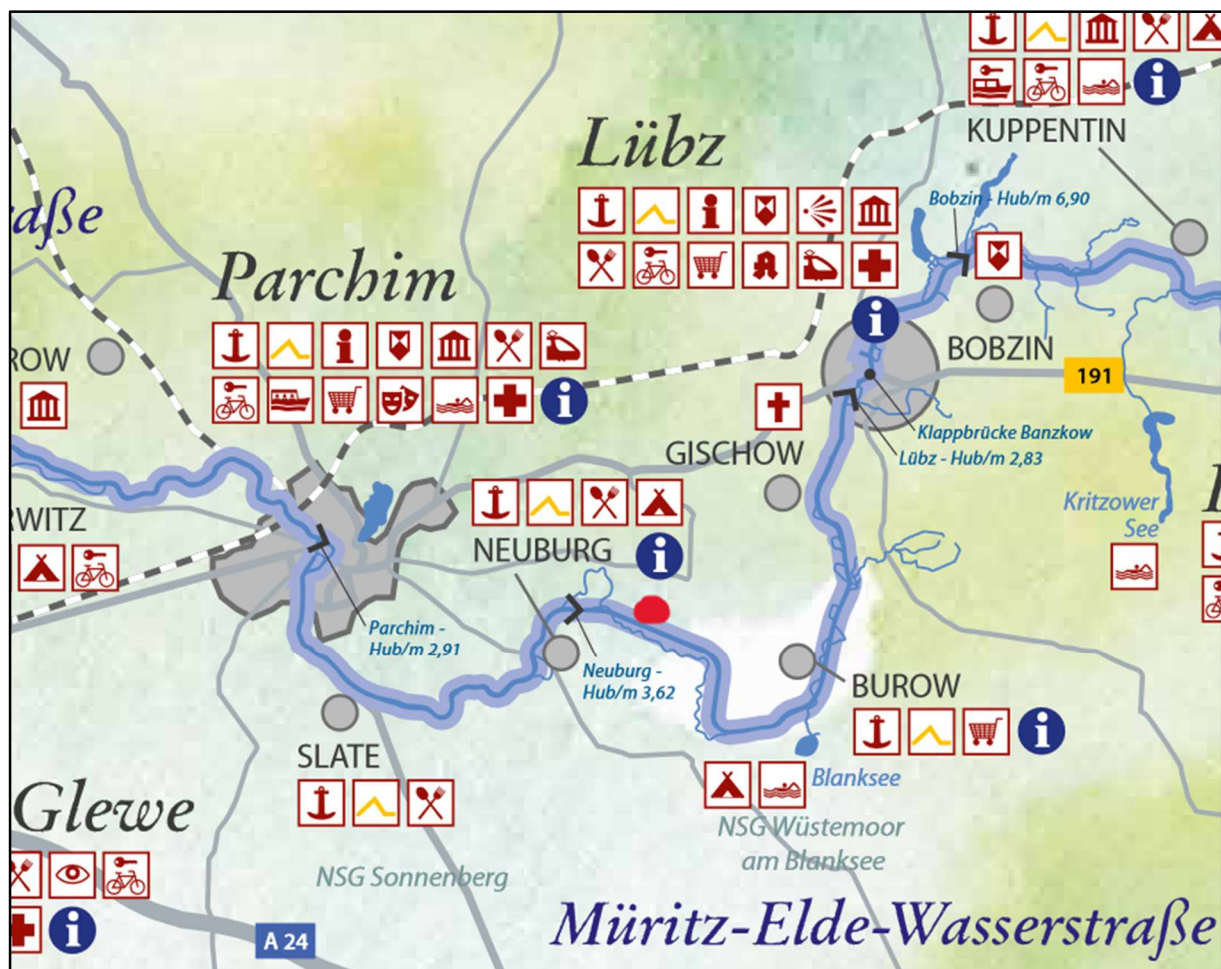 KUPPENTIN
Lübz
Bobzin - Hub/m 6,90
aße
Parchim
BOBZIN
ROW
191
Klappbrücke Banzkow
GISCHOW
Lübz - Hub/m 2,83
Kritzower
See
RWITZ
NEUBURG
Parchim -
Hub/m 2,91
Neuburg -
Hub/m 3,62
BUROW
SLATE
Blanksee
Glewe
NSG Wüstemoor
am Blanksee
NSG Sonnenberg
Müritz-Elde-Wasserstraße
A 24